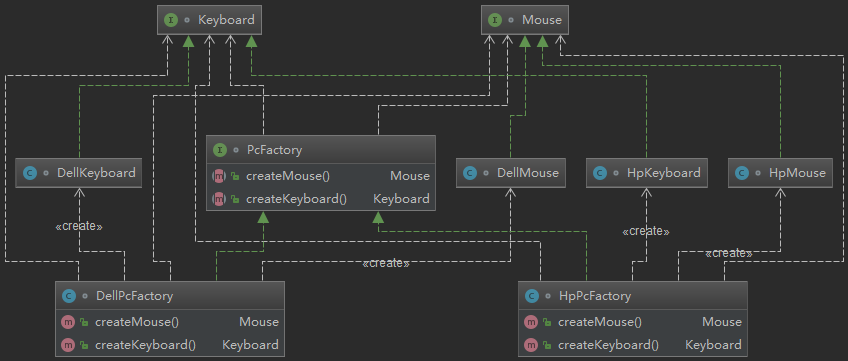 Keyboard
Mouse
PcFactory
createMouse() Mouse
createKeyboard() Keyboard
DellKeyboard
DellMouse
HpKeyboard
HpMouse
«create»
«create»
«create»
«create»
DellPcFactory
createMouse() Mouse
createKeyboard() Keyboard
HpPcFactory
createMouse() Mouse
createKeyboard() Keyboard